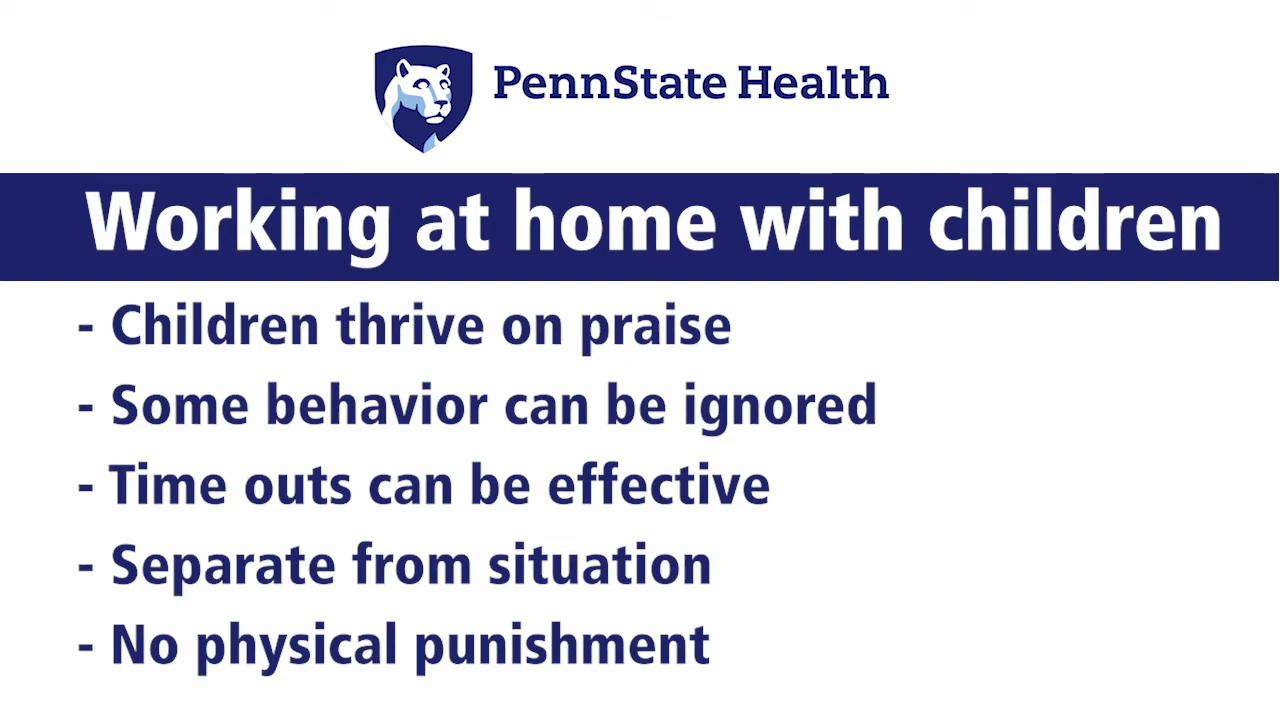 PennState Health
Working at home with children
- Children thrive on praise
- Some behavior can be ignored
- Time outs can be effective
- Separate from situation
- No physical punishment